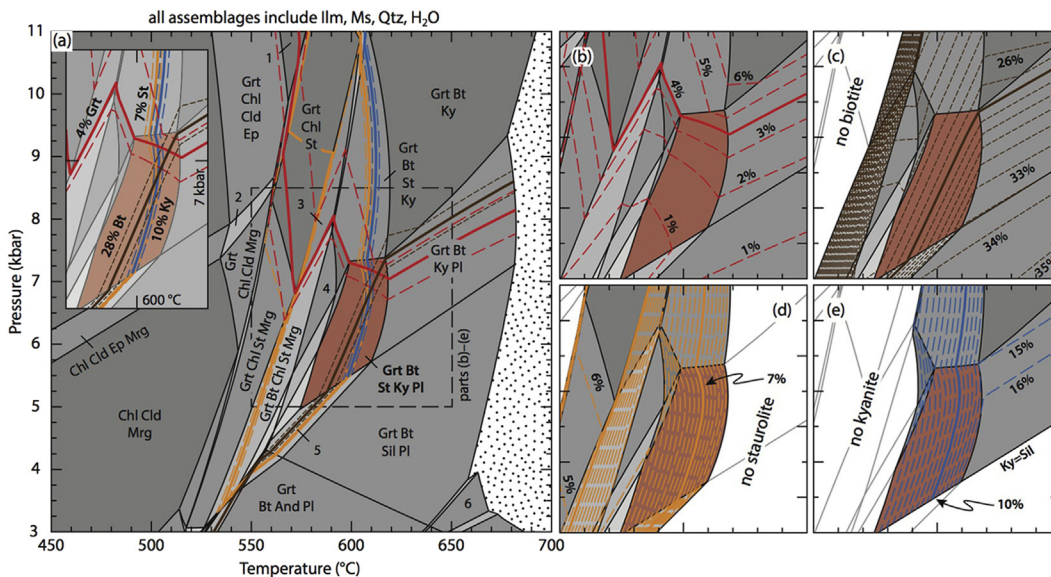 all assemblages include Ilm, Ms, Qtz, H2O
(a)
Pressure (kbar)
11
10
9
8
7
6
5
4
3
450
500
550
600
650
700
Temperature (°C)
4% Grt
7% St
28% Bt
10% Ky
7 kbar
600 °C
Grt
Chl
Cld
Ep
1
Grt
Chl
St
Grt Bt
Ky
Grt
Bt
St
Ky
2
3
Grt
Chl Cld Mrg
Grt Bt
Ky Pl
4
Grt Chl St Mrg
Grt Bt Chl St Mrg
Chl Cld Ep Mrg
Grt Bt
St Ky Pl
parts (b)–(e)
Chl Cld
Mrg
5
Grt Bt
Sil Pl
Grt
Bt And Pl
6
(b)
4%
5%
6%
3%
2%
1%
1%
(c)
no biotite
26%
33%
34%
35%
(d)
6%
5%
7%
no staurolite
(e)
no kyanite
15%
16%
Ky=Sil
10%